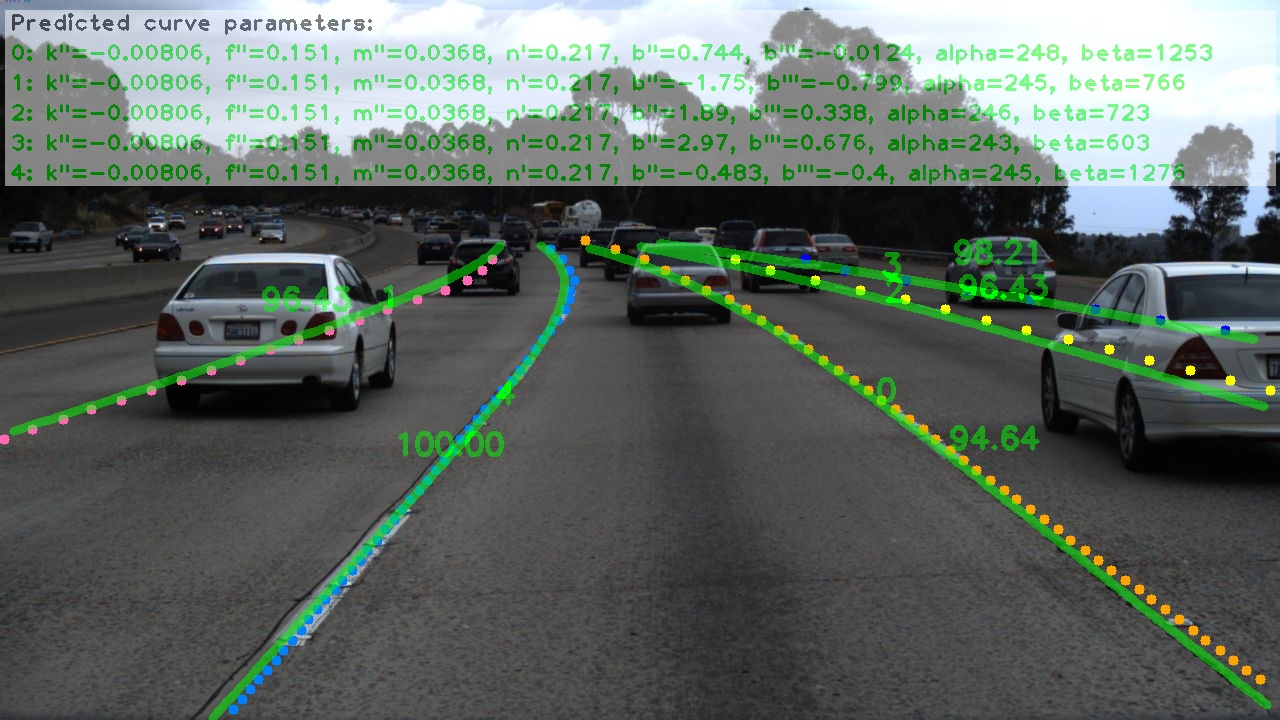 Predicted curve parameters:
0: k''=-0.00806, f''=0.151, m''=0.0368, n'=0.217, b''=0.744, b'''=-0.0124, alpha=248, beta=1253
1: k''=-0.00806, f''=0.151, m''=0.0368, n'=0.217, b''=-1.75, b'''=-0.799, alpha=245, beta=766
2: k''=-0.00806, f''=0.151, m''=0.0368, n'=0.217, b''=1.89, b'''=0.338, alpha=246, beta=723
3: k''=-0.00806, f''=0.151, m''=0.0368, n'=0.217, b''=2.97, b'''=0.676, alpha=243, beta=603
4: k''=-0.00806, f''=0.151, m''=0.0368, n'=0.217, b''=-0.483, b'''=-0.4, alpha=245, beta=1276
3 98.21
2 96.43
96.43 1
0
4
94.64
100.00